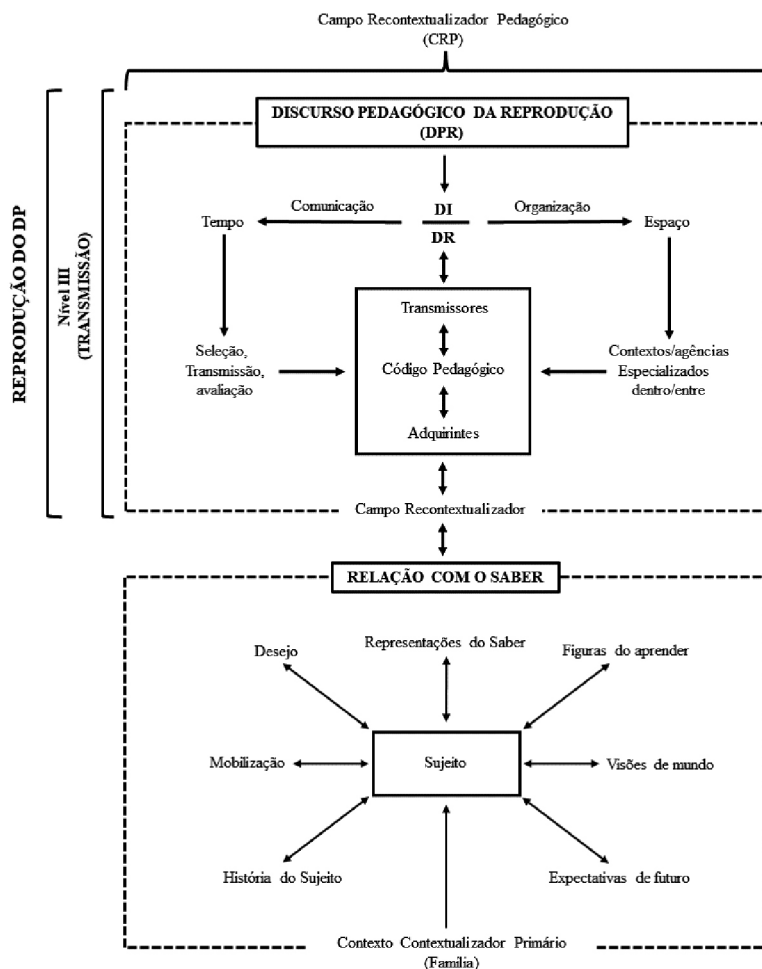 Campo Recontextualizador Pedagógico
(CRP)
DISCURSO PEDAGÓGICO DA REPRODUÇÃO
(DPR)
REPRODUÇÃO DO DP
Nível III
(TRANSMISSÃO)
Tempo
Comunicação
DI
DR
Organização
Espaço
Transmissores
Seleção,
Transmissão,
avaliação
Código Pedagógico
Contextos/agências
Especializados
dentro/entre
Adquirintes
Campo Recontextualizador
RELAÇÃO COM O SABER
Desejo
Representações do Saber
Figuras do aprender
Mobilização
Sujeito
Visões de mundo
História do Sujeito
Expectativas de futuro
Contexto Contextualizador Primário
(Família)